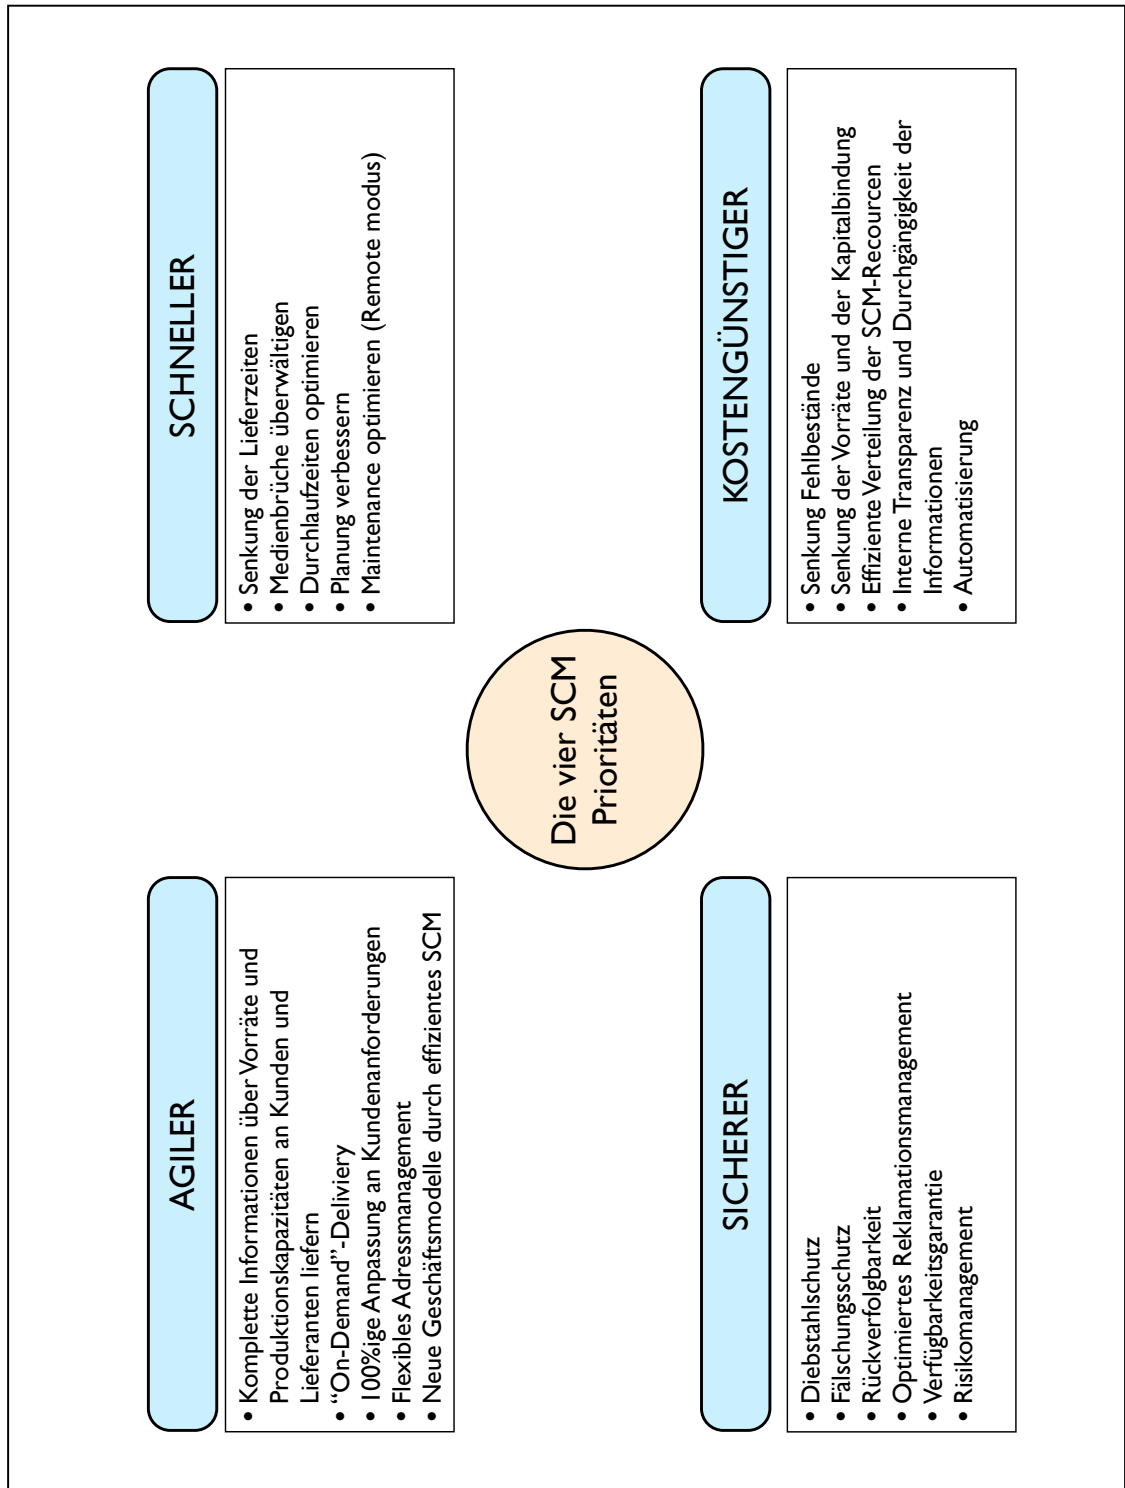 AGILER
• Komplette Informationen über Vorräte und
Produktionskapazitäten an Kunden und
Lieferanten liefern
• “On-Demand”-Deliviery
• 100%ige Anpassung an Kundenanforderungen
• Flexibles Adressmanagement
• Neue Geschäftsmodelle durch effizientes SCM
SCHNELLER
• Senkung der Lieferzeiten
• Medienbrüche überwältigen
• Durchlaufzeiten optimieren
• Planung verbessern
• Maintenance optimieren (Remote modus)
Die vier SCM
Prioritäten
SICHERER
• Diebstahlschutz
• Fälschungsschutz
• Rückverfolgbarkeit
• Optimiertes Reklamationsmanagement
• Verfügbarkeitsgarantie
• Risikomanagement
KOSTENGÜNSTIGER
• Senkung Fehlbestände
• Senkung der Vorräte und der Kapitalbindung
• Effiziente Verteilung der SCM-Recourcen
• Interne Transparenz und Durchgängigkeit der
Informationen
• Automatisierung